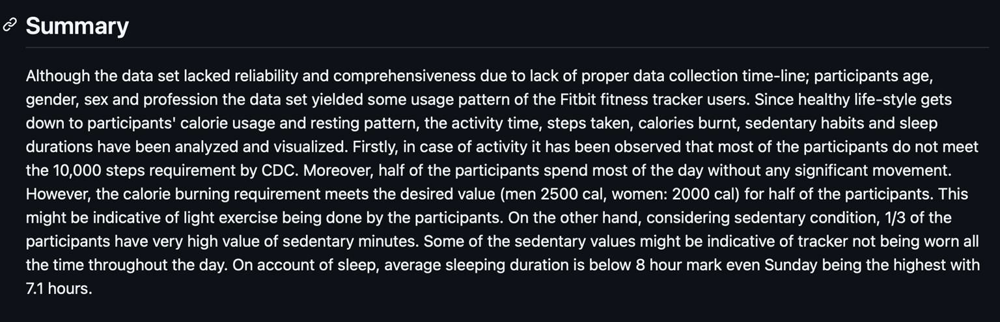 Summary
Although the data set lacked reliability and comprehensiveness due to lack of proper data collection time-line; participants age,
gender, sex and profession the data set yielded some usage pattern of the Fitbit fitness tracker users. Since healthy life-style gets
down to participants' calorie usage and resting pattern, the activity time, steps taken, calories burnt, sedentary habits and sleep
durations have been analyzed and visualized. Firstly, in case of activity it has been observed that most of the participants do not meet
the 10,000 steps requirement by CDC. Moreover, half of the participants spend most of the day without any significant movement.
However, the calorie burning requirement meets the desired value (men 2500 cal, women: 2000 cal) for half of the participants. This
might be indicative of light exercise being done by the participants. On the other hand, considering sedentary condition, 1/3 of the
participants have very high value of sedentary minutes. Some of the sedentary values might be indicative of tracker not being worn all
the time throughout the day. On account of sleep, average sleeping duration is below 8 hour mark even Sunday being the highest with
7.1 hours.